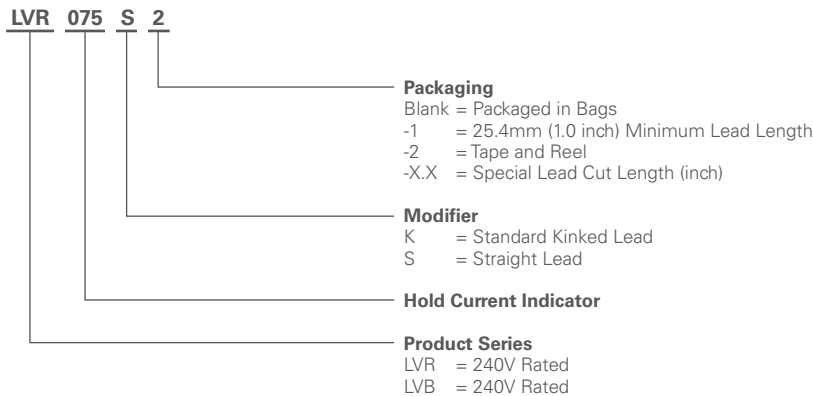 LVR 075 S 2
Packaging
Blank = Packaged in Bags
-1 = 25.4mm (1.0 inch) Minimum Lead Length
-2 = Tape and Reel
-X.X = Special Lead Cut Length (inch)
Modifier
K = Standard Kinked Lead
S = Straight Lead
Hold Current Indicator
Product Series
LVR = 240V Rated
LVB = 240V Rated